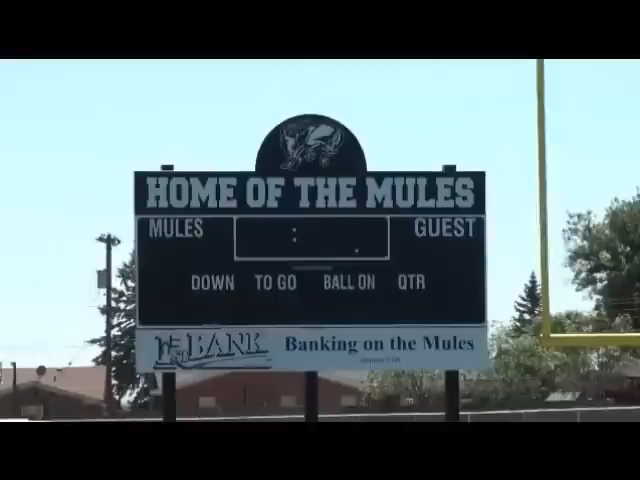 HOME OF THE MULES
MULES : GUEST
DOWN TO GO BALL ON QTR
BANK Banking on the Mules